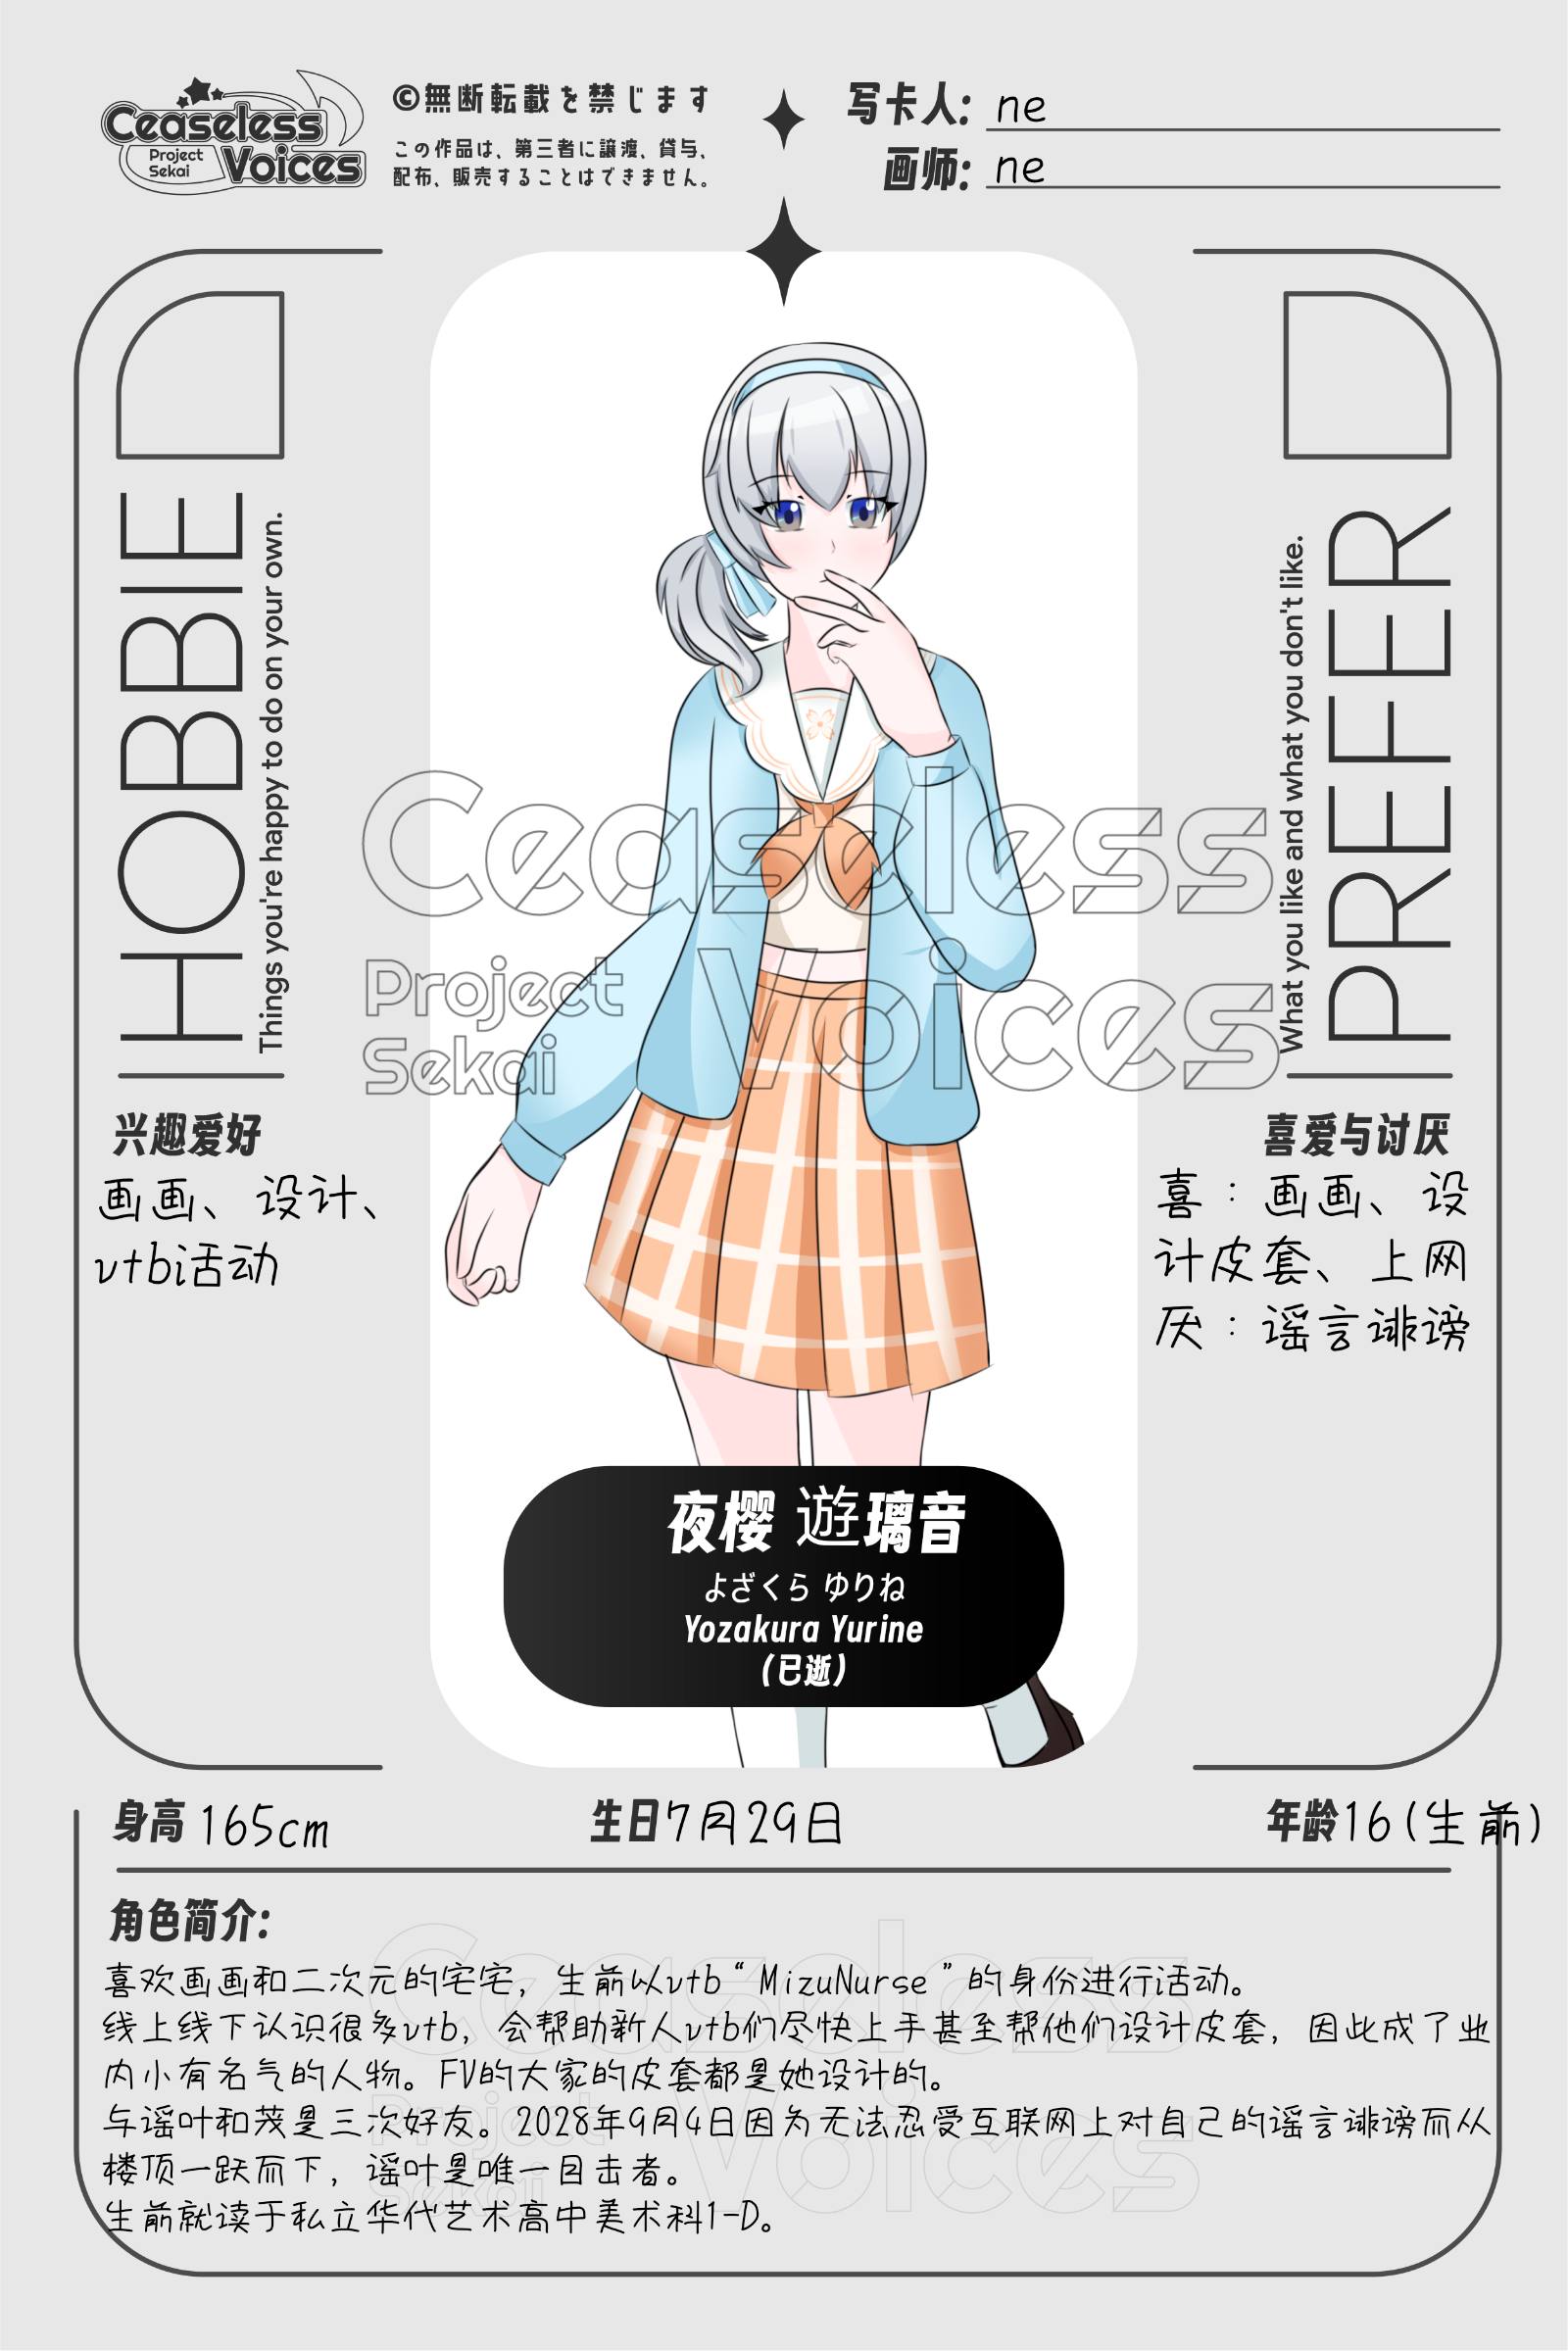 Ceaseless
Project
Sekai
Voices
©無断転載を禁じます
この作品は、第三者に譲渡、貸与、
配布、販売することはできません。
写卡人: ne
画师: ne
HOBBIE
Things you're happy to do on your own.
兴趣爱好
画画、设计、
vtbi活动
PREFER
What you like and what you don't like.
喜爱与讨厌
喜：画画、设
计皮套、上网
厌：谣言诽谤
Ceaseless
Project
Sekai
Voices
夜樱 遊璃音
よざくら ゆりね
Yozakura Yurine
(已逝)
身高 165cm
生日7月29日
年龄16(生前)
角色简介:
喜欢画画和二次元的宅宅，生前以vtb“MizuNurse”的身份进行活动。
线上线下认识很多vtb，会帮助新人vtb们尽快上手甚至帮他们设计皮套，因此成了业
内小有名气的人物。FV的大家的皮套都是她设计的。
与谣叶和茂是三次好友。2028年9月4日因为无法忍受互联网上对自己的谣言诽谤而从
楼顶一跃而下，谣叶是唯一目击者。
生前就读于私立华代艺术高中美术科1-D。
Ceaseless
Project
Sekai
Voices